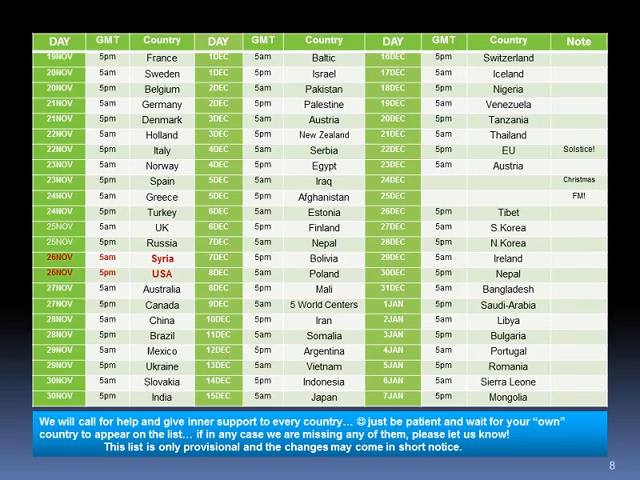 DAY GMT Country DAY GMT Country DAY GMT Country Note
19NOV 5pm France 1DEC 5am Baltic 16DEC 5pm Switzerland
20NOV 5am Sweden 1DEC 5am Israel 17DEC 5am Iceland
20NOV 5pm Belgium 2DEC 5am Pakistan 18DEC 5pm Nigeria
21NOV 5am Germany 2DEC 5pm Palestine 19DEC 5am Venezuela
21NOV 5pm Denmark 3DEC 5am Austria 20DEC 5pm Tanzania
22NOV 5am Holland 3DEC 5pm New Zealand 21DEC 5am Thailand
22NOV 5pm Italy 4DEC 5am Serbia 22DEC 5pm EU Solstice!
23NOV 5am Norway 4DEC 5pm Egypt 23DEC 5am Austria
23NOV 5pm Spain 5DEC 5am Iraq 24DEC Christmas
24NOV 5am Greece 5DEC 5pm Afghanistan 25DEC FM!
24NOV 5pm Turkey 6DEC 5am Estonia 26DEC 5pm Tibet
25NOV 5am UK 6DEC 5pm Finland 27DEC 5am S.Korea
25NOV 5pm Russia 7DEC 5am Nepal 28DEC 5pm N.Korea
26NOV 5am Syria 7DEC 5pm Bolivia 29DEC 5am Ireland
26NOV 5pm USA 8DEC 5am Poland 30DEC 5pm Nepal
27NOV 5am Australia 8DEC 5pm Mali 31DEC 5am Bangladesh
27NOV 5pm Canada 9DEC 5am 5 World Centers 1JAN 5pm Saudi-Arabia
28NOV 5am China 10DEC 5pm Iran 2JAN 5am Libya
28NOV 5pm Brazil 11DEC 5am Somalia 3JAN 5pm Bulgaria
29NOV 5am Mexico 12DEC 5pm Argentina 4JAN 5am Portugal
29NOV 5pm Ukraine 13DEC 5am Vietnam 5JAN 5pm Romania
30NOV 5am Slovakia 14DEC 5pm Indonesia 6JAN 5am Sierra Leone
30NOV 5pm India 15DEC 5am Japan 7JAN 5pm Mongolia
We will call for help and give inner support to every country… ☺ just be patient and wait for your “own”
country to appear on the list… if in any case we are missing any of them, please let us know!
This list is only provisional and the changes may come in short notice.
8